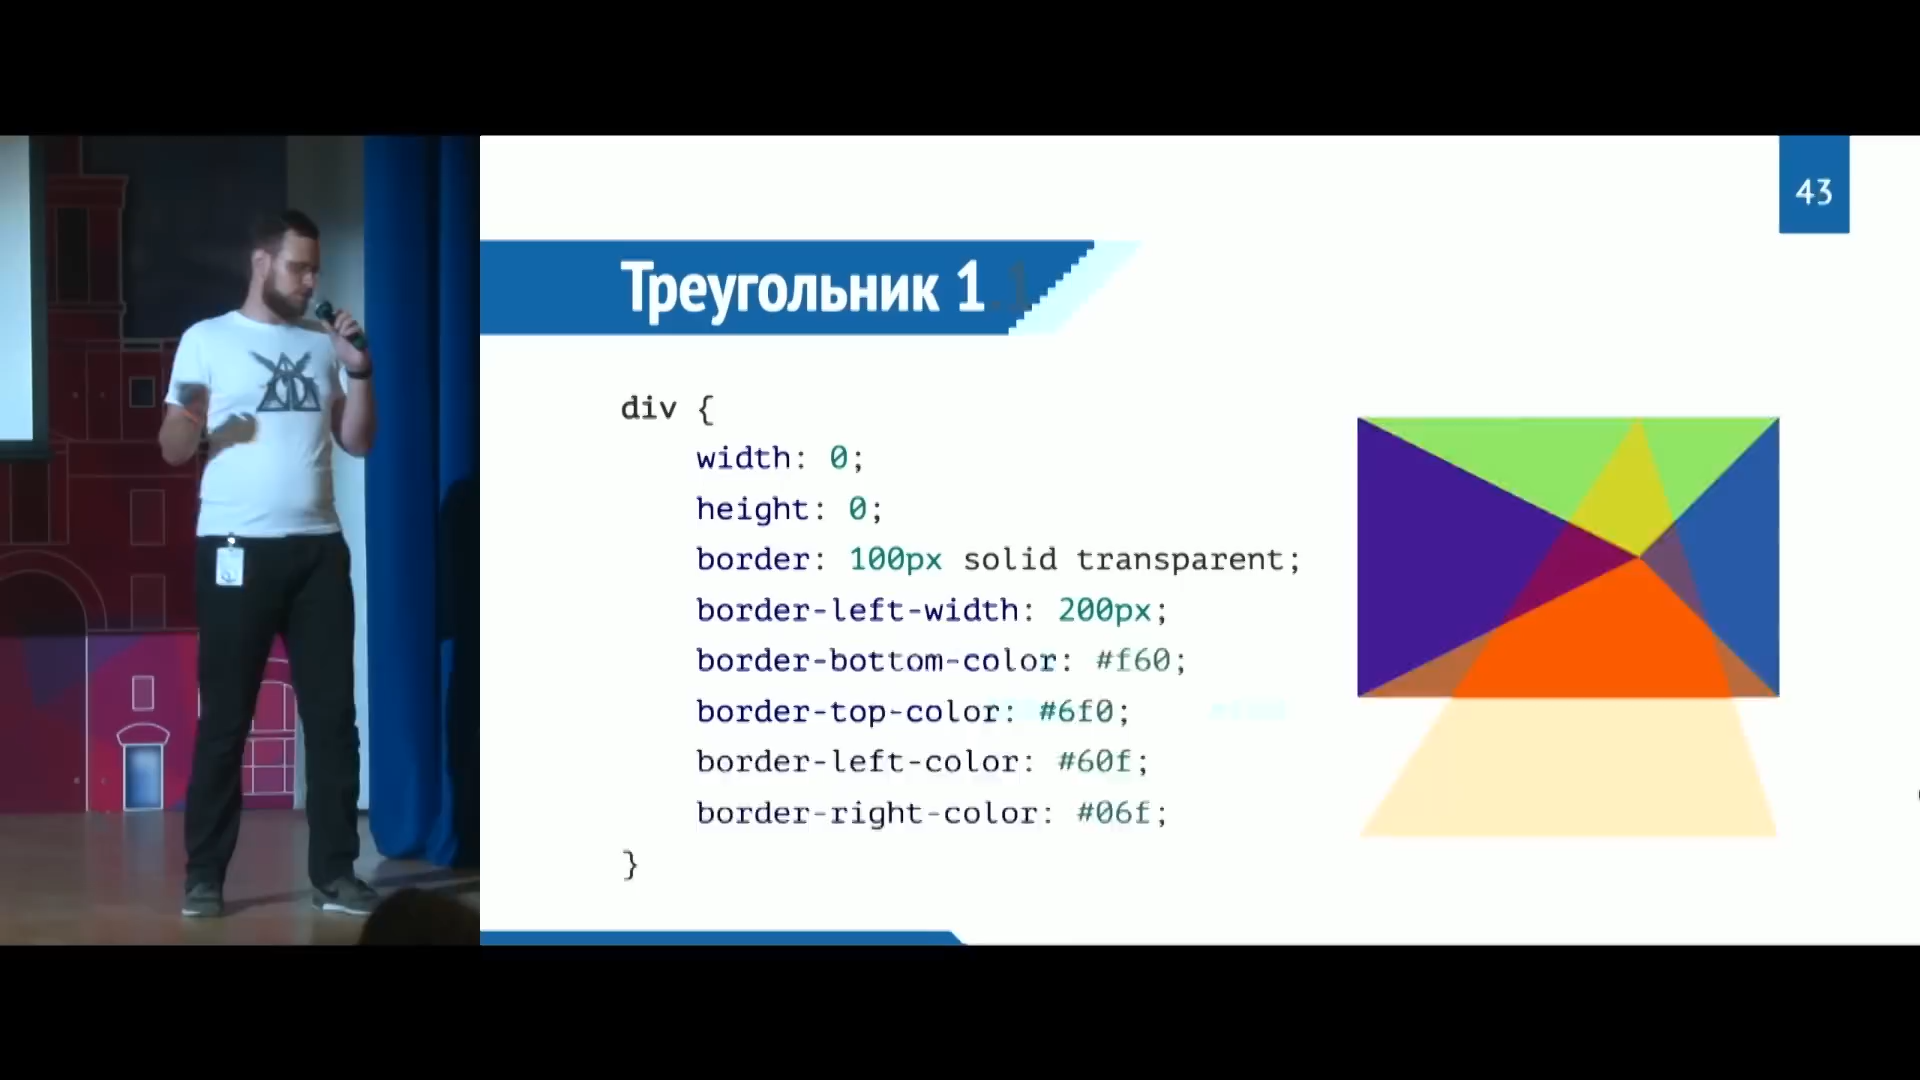 43
Треугольник 1
div {
width: 0;
height: 0;
border: 100px solid transparent;
border-left-width: 200px;
border-bottom-color: #f60;
border-top-color: #6f0;
border-left-color: #60f;
border-right-color: #06f;
}